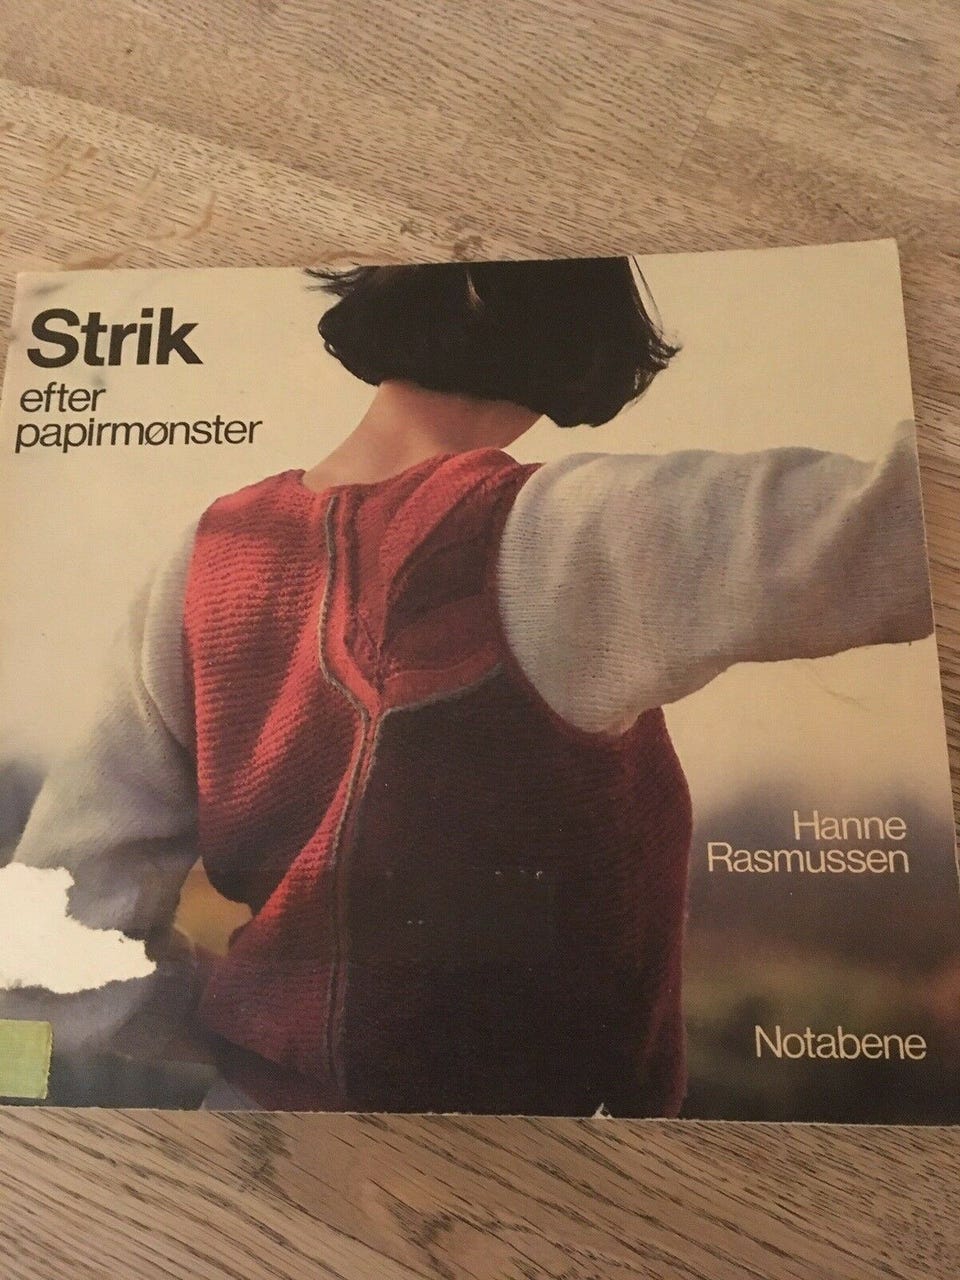 Strik
efter
papirmønster
Hanne
Rasmussen
Notabene